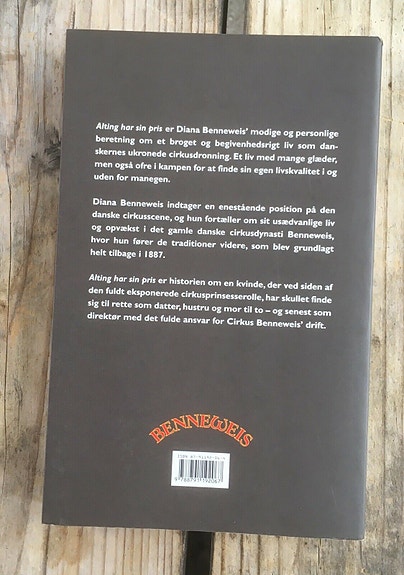 Alting har sin pris er Diana Benneweis' modige og personlige
beretning om et broget og begivenhedsrigt liv som dan-
skernes ukronede cirkusdronning. Et liv med mange glæder,
men også ofre i kampen for at finde sin egen livskvalitet i og
uden for manegen.
Diana Benneweis indtager en enestående position på den
danske cirkusscene, og hun fortæller om sit usædvanlige liv
og opvækst i det gamle danske cirkusdynasti Benneweis,
hvor hun fører de traditioner videre, som blev grundlagt
helt tilbage i 1887.
Alting har sin pris er historien om en kvinde, der ved siden af
den fuldt eksponerede cirkusprinsesserolle, har skullet finde
sig til rette som datter, hustru og mor til to – og senest som
direktør med det fulde ansvar for Cirkus Benneweis' drift.
BENNEWEIS
9 788791 392067